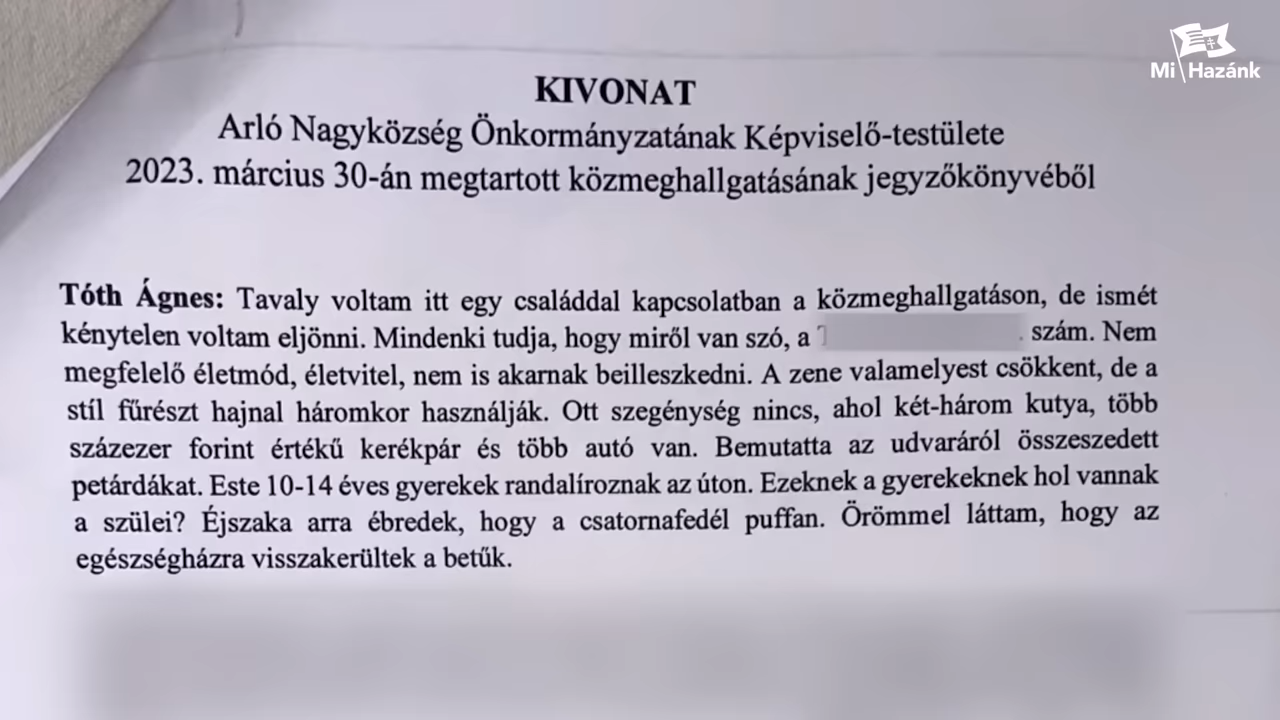 Mi Hazánk
KIVONAT
Arló Nagyközség Önkormányzatának Képviselő-testülete
2023. március 30-án megtartott közmeghallgatásának jegyzőkönyvéből
Tóth Ágnes: Tavaly voltam itt egy családdal kapcsolatban a közmeghallgatáson, de ismét
kénytelen voltam eljönni. Mindenki tudja, hogy miről van szó, a szám. Nem
megfelelő életmód, életvitel, nem is akarnak beilleszkedni. A zene valamelyest csökkent, de a
stíl fűrészt hajnal háromkor használják. Ott szegénység nincs, ahol két-három kutya, több
százezer forint értékű kerékpár és több autó van. Bemutatta az udvaráról összeszedett
petárdákat. Este 10-14 éves gyerekek randalíroznak az úton. Ezeknek a gyerekeknek hol vannak
a szülei? Éjszaka arra ébredek, hogy a csatornafedél puffan. Örömmel láttam, hogy az
egészségházra visszakerültek a betűk.